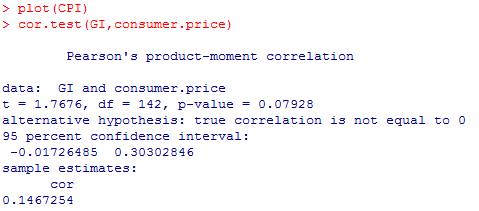 > plot(CPI)
> cor.test(GI,consumer.price)
Pearson's product-moment correlation
data:  GI and consumer.price
t = 1.7676, df = 142, p-value = 0.07928
alternative hypothesis: true correlation is not equal to 0
95 percent confidence interval:
-0.01726485  0.30302846
sample estimates:
cor
0.1467254